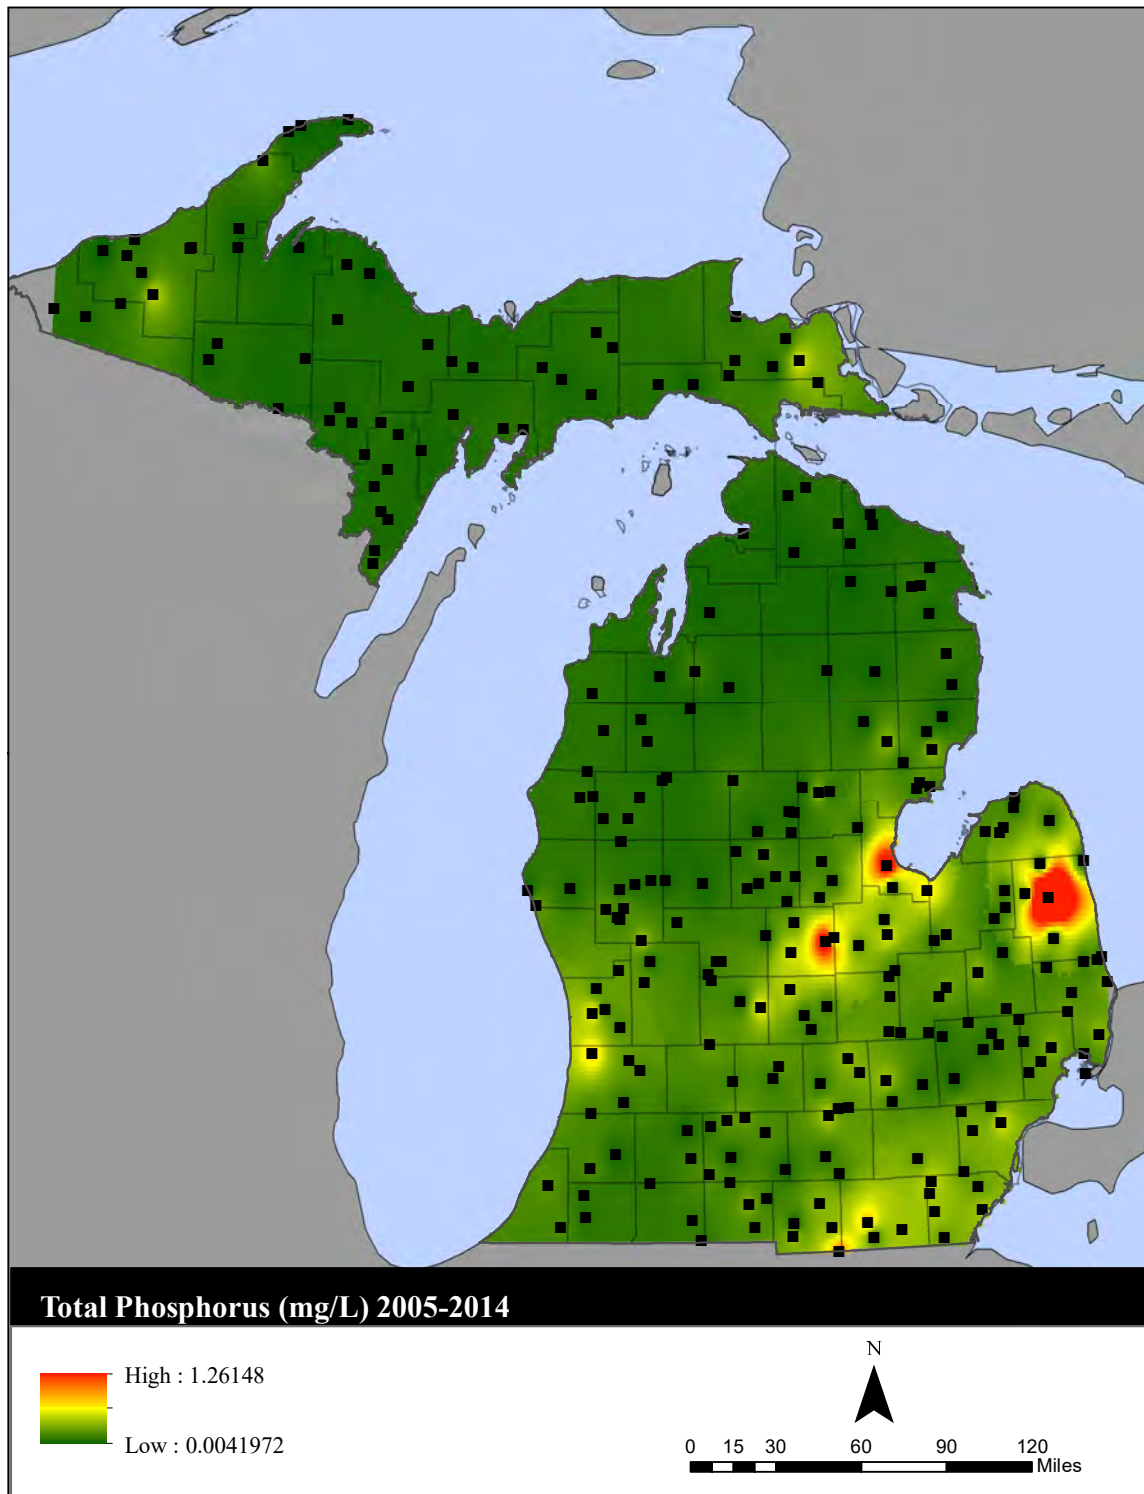 Total Phosphorus (mg/L) 2005-2014
High : 1.26148
Low : 0.0041972
N
0 15 30 60 90 120
Miles